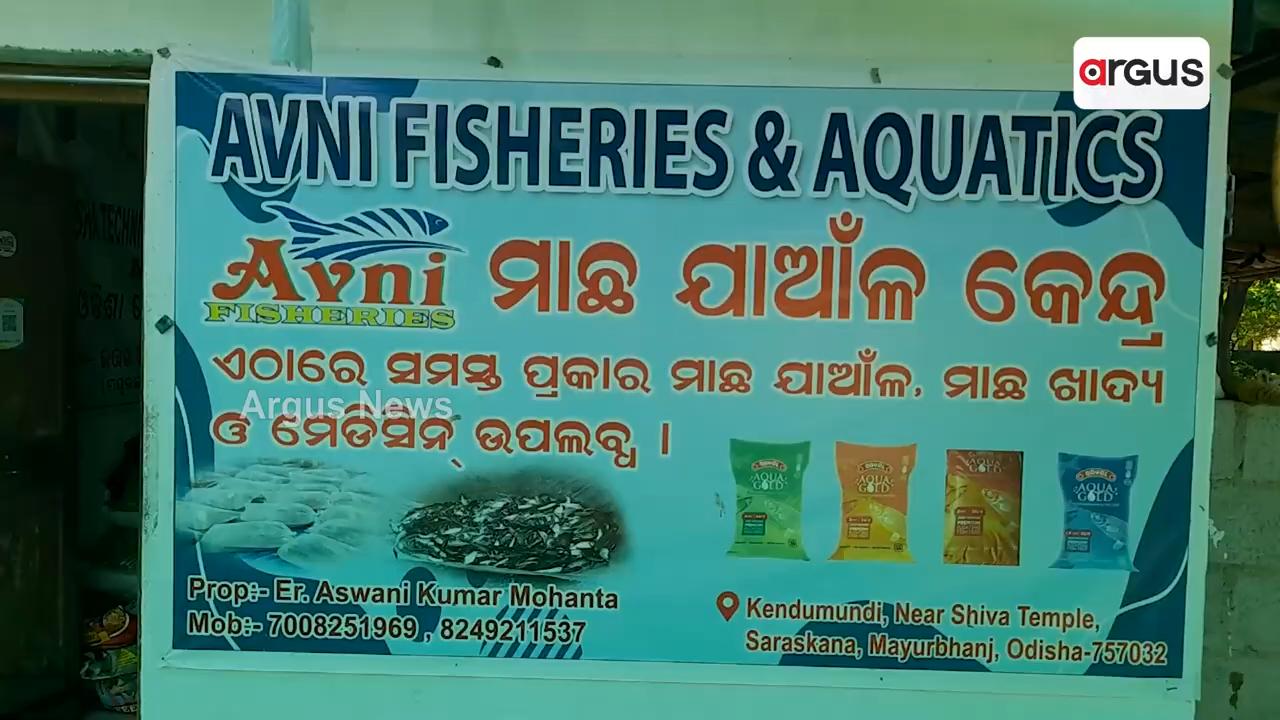 argus
AVNI FISHERIES & AQUATICS
Avni
FISHERIES
ମାଛ ଯାଆଁଳ କେନ୍ଦ୍ର
ଏଠାରେ ସମସ୍ତ ପ୍ରକାର ମାଛ ଯାଆଁଳ, ମାଛ ଖାଦ୍ୟ
ଓ ମେଡିସିନ୍ ଉପଲବ୍ଧ ।
Argus News
AQUA
GOLD
AQUA
GOLD
AQUA
GOLD
AQUA
GOLD
Prop:- Er. Aswani Kumar Mohanta
Mob:- 7008251969 , 8249211537
Kendumundi, Near Shiva Temple,
Saraskana, Mayurbhanj, Odisha-757032